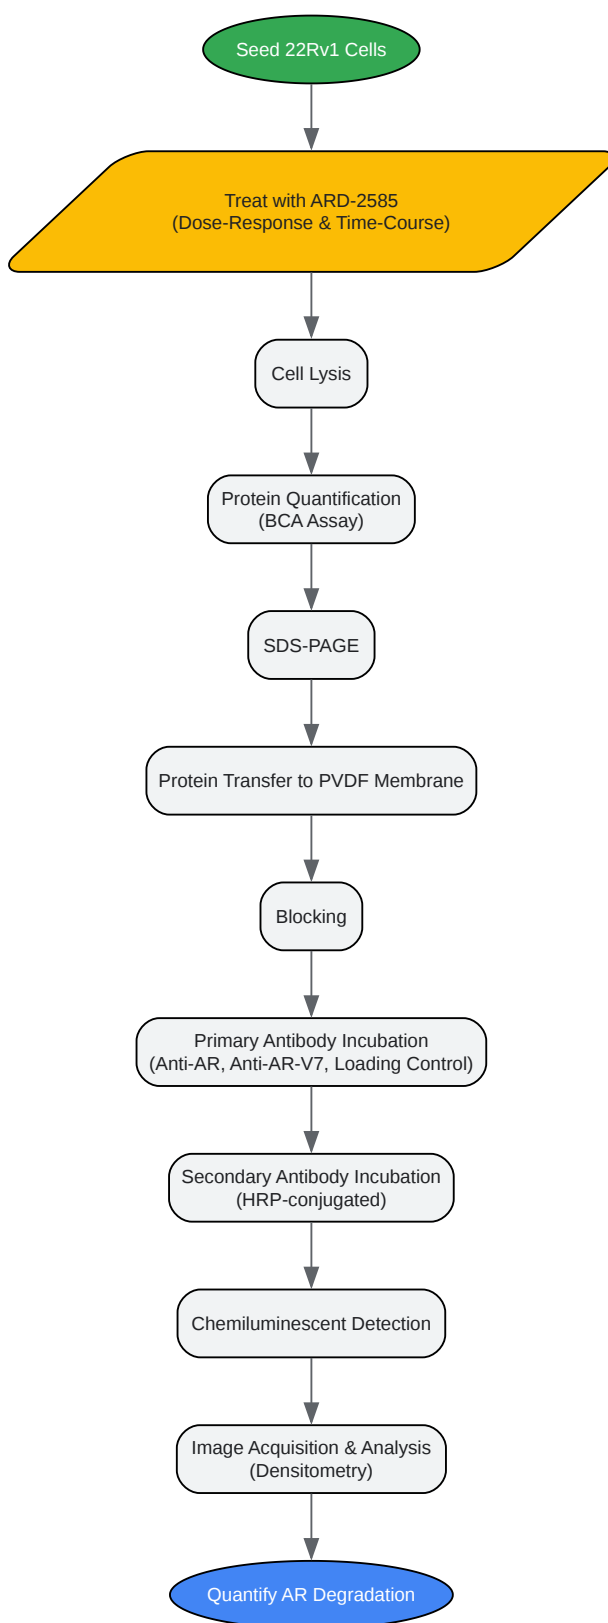 Seed 22Rv1 Cells
Treat with ARD-2585
(Dose-Response & Time-Course)
Cell Lysis
Protein Quantification
(BCA Assay)
SDS-PAGE
Protein Transfer to PVDF Membrane
Blocking
Primary Antibody Incubation
(Anti-AR, Anti-AR-V7, Loading Control)
Secondary Antibody Incubation
(HRP-conjugated)
Chemiluminescent Detection
Image Acquisition & Analysis
(Densitometry)
Quantify AR Degradation